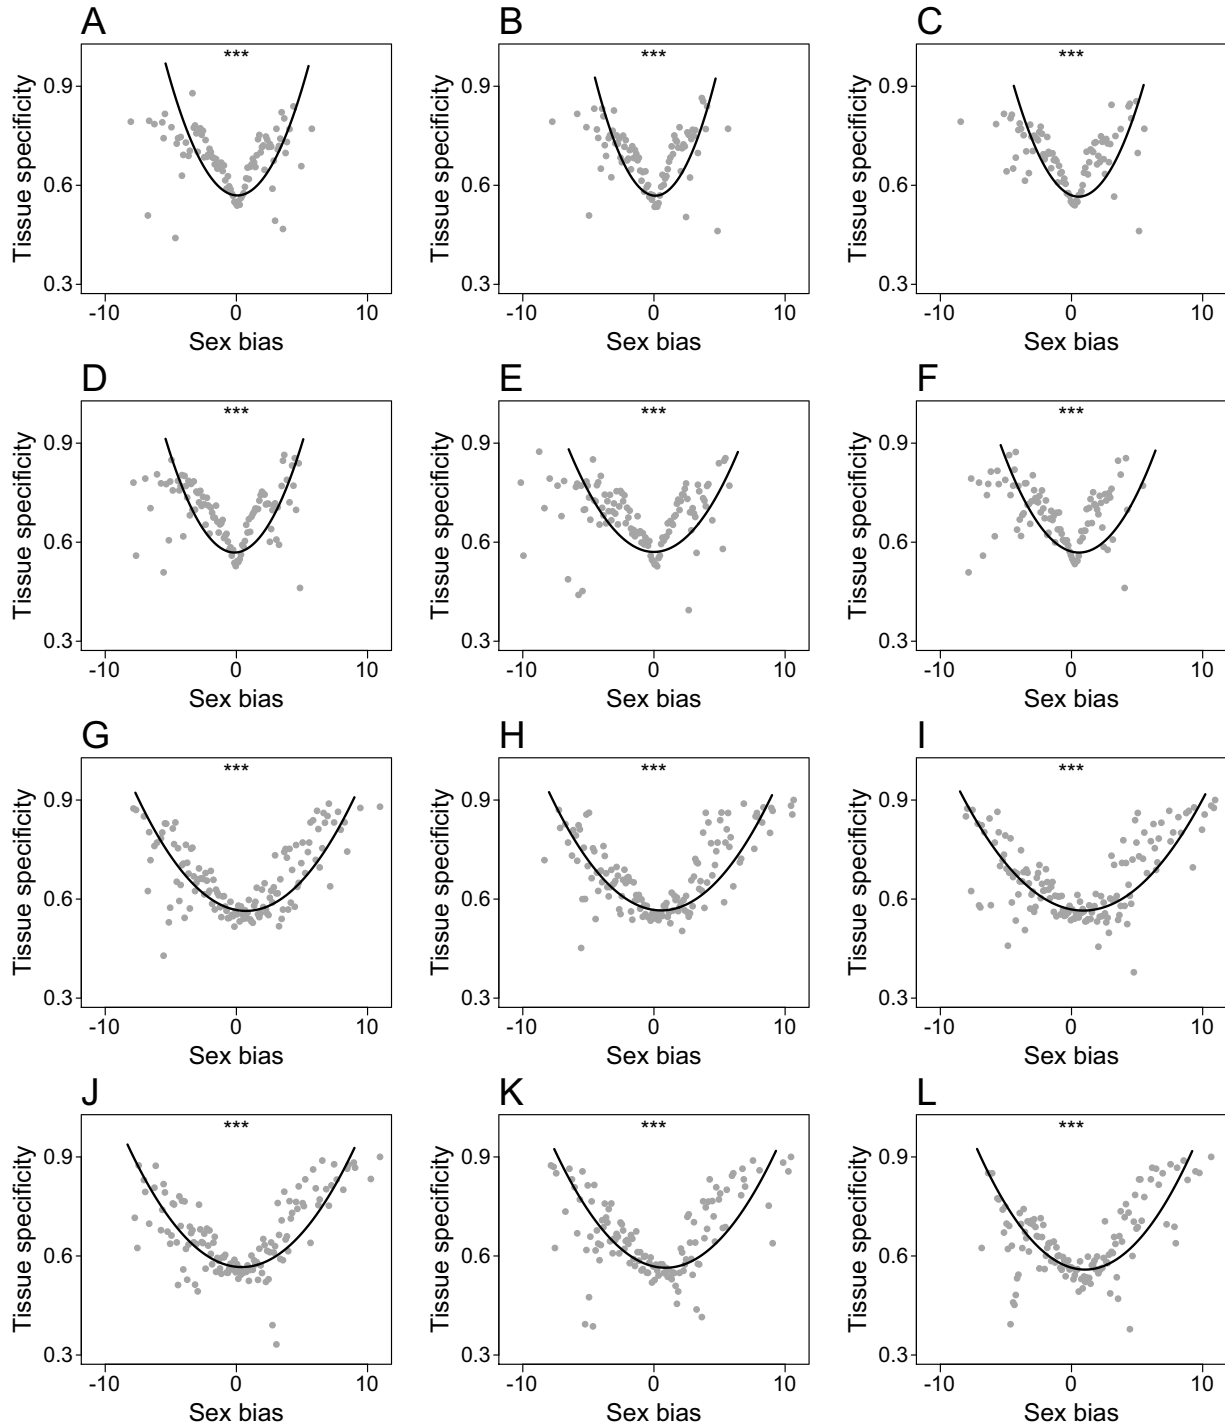 A B C
*** *** ***
Tissue specificity Tissue specificity Tissue specificity
0.9 0.9 0.9
0.6 0.6 0.6
0.3 0.3 0.3
-10 0 10 -10 0 10 -10 0 10
Sex bias Sex bias Sex bias
D E F
*** *** ***
Tissue specificity Tissue specificity Tissue specificity
0.9 0.9 0.9
0.6 0.6 0.6
0.3 0.3 0.3
-10 0 10 -10 0 10 -10 0 10
Sex bias Sex bias Sex bias
G H I
*** *** ***
Tissue specificity Tissue specificity Tissue specificity
0.9 0.9 0.9
0.6 0.6 0.6
0.3 0.3 0.3
-10 0 10 -10 0 10 -10 0 10
Sex bias Sex bias Sex bias
J K L
*** *** ***
Tissue specificity Tissue specificity Tissue specificity
0.9 0.9 0.9
0.6 0.6 0.6
0.3 0.3 0.3
-10 0 10 -10 0 10 -10 0 10
Sex bias Sex bias Sex bias